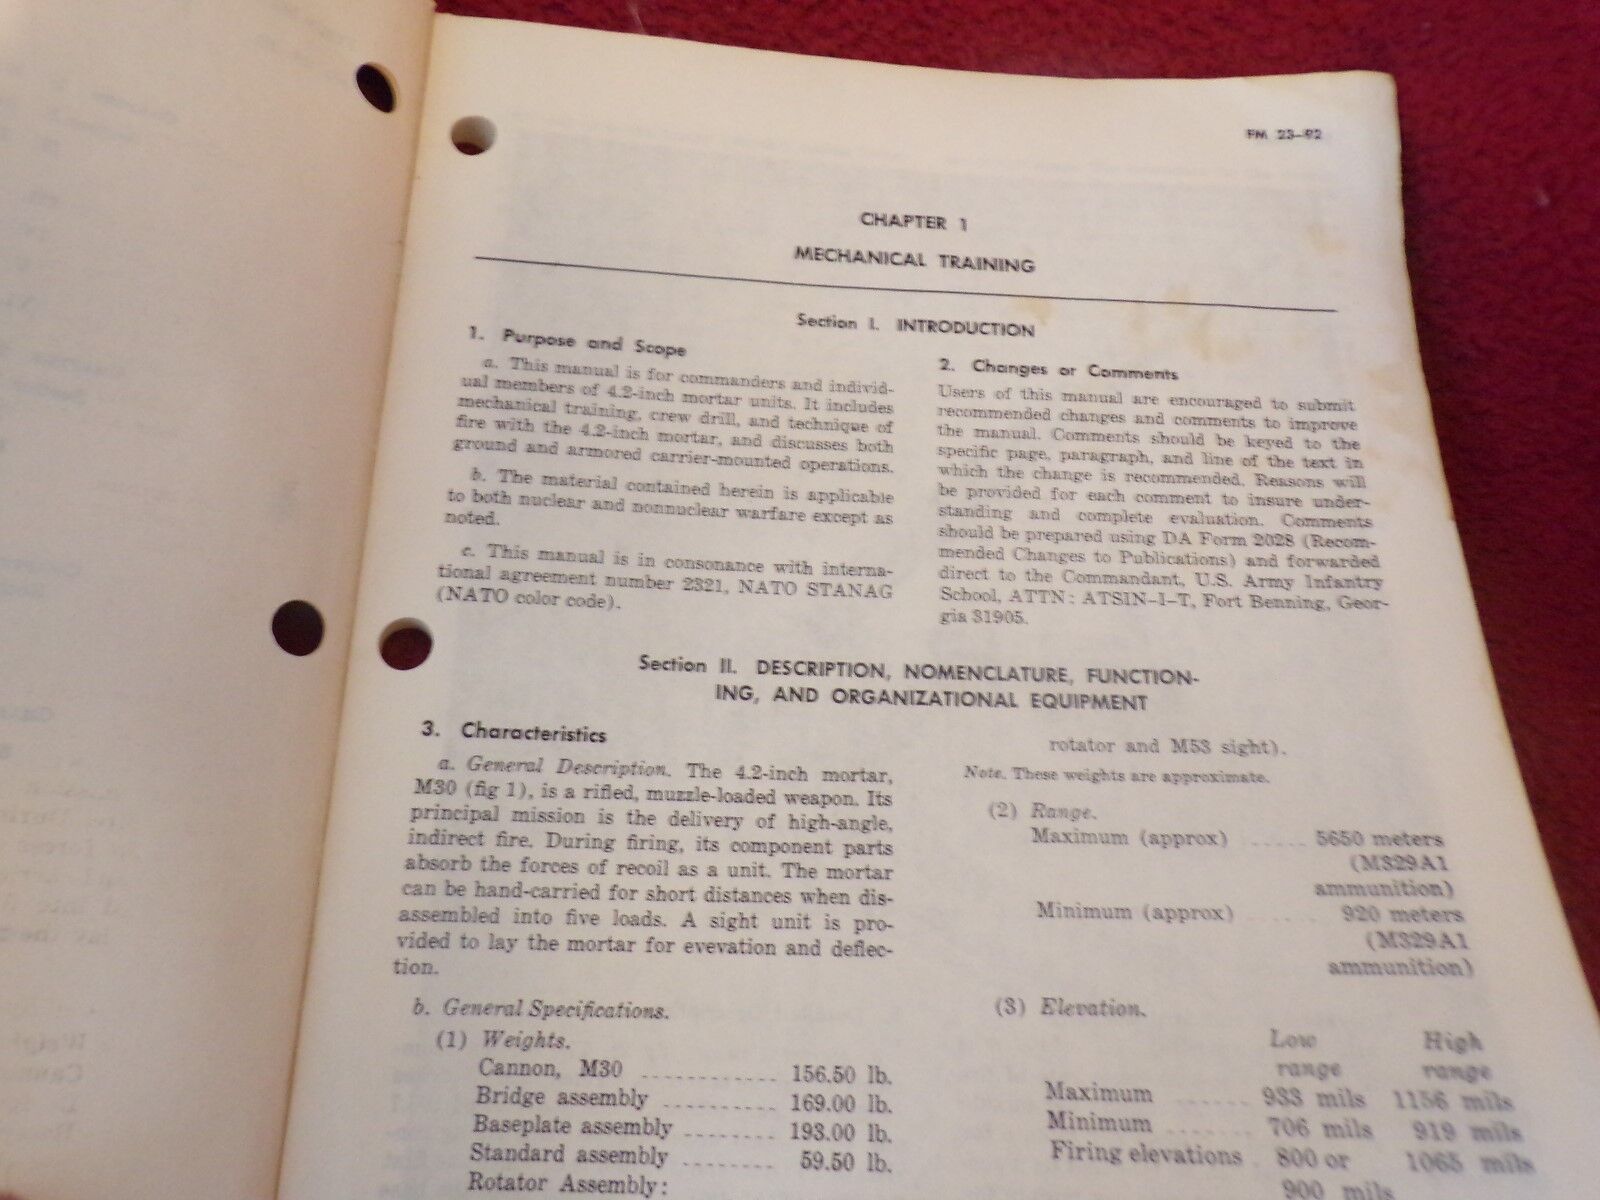 FM 23–92
CHAPTER 1
MECHANICAL TRAINING
Section I. INTRODUCTION
1. Purpose and Scope
a. This manual is for commanders and individ-
ual members of 4.2-inch mortar units. It includes
mechanical training, crew drill, and technique of
fire with the 4.2-inch mortar, and discusses both
ground and armored carrier-mounted operations.
b. The material contained herein is applicable
to both nuclear and nonnuclear warfare except as
noted.
c. This manual is in consonance with interna-
tional agreement number 2321, NATO STANAG
(NATO color code).
2. Changes or Comments
Users of this manual are encouraged to submit
recommended changes and comments to improve
the manual. Comments should be keyed to the
specific page, paragraph, and line of the text in
which the change is recommended. Reasons will
be provided for each comment to insure under-
standing and complete evaluation. Comments
should be prepared using DA Form 2028 (Recom-
mended Changes to Publications) and forwarded
direct to the Commandant, U.S. Army Infantry
School, ATTN: ATSIN–I–T, Fort Benning, Geor-
gia 31905.
Section II. DESCRIPTION, NOMENCLATURE, FUNCTION-
ING, AND ORGANIZATIONAL EQUIPMENT
3. Characteristics
a. General Description. The 4.2-inch mortar,
M30 (fig 1), is a rifled, muzzle-loaded weapon. Its
principal mission is the delivery of high-angle,
indirect fire. During firing, its component parts
absorb the forces of recoil as a unit. The mortar
can be hand-carried for short distances when dis-
assembled into five loads. A sight unit is pro-
vided to lay the mortar for evevation and deflec-
tion.
b. General Specifications.
(1) Weights.
Cannon, M30 ............ 156.50 lb.
Bridge assembly .......... 169.00 lb.
Baseplate assembly ........ 193.00 lb.
Standard assembly ........ 59.50 lb.
Rotator Assembly:
rotator and M53 sight).
Note. These weights are approximate.
(2) Range.
Maximum (approx) ..... 5650 meters
(M329A1
ammunition)
Minimum (approx) ..... 920 meters
(M329A1
ammunition)
(3) Elevation.
Low High
range range
Maximum ...... 933 mils 1156 mils
Minimum ....... 706 mils 919 mils
Firing elevations 800 or 1065 mils
900 mils